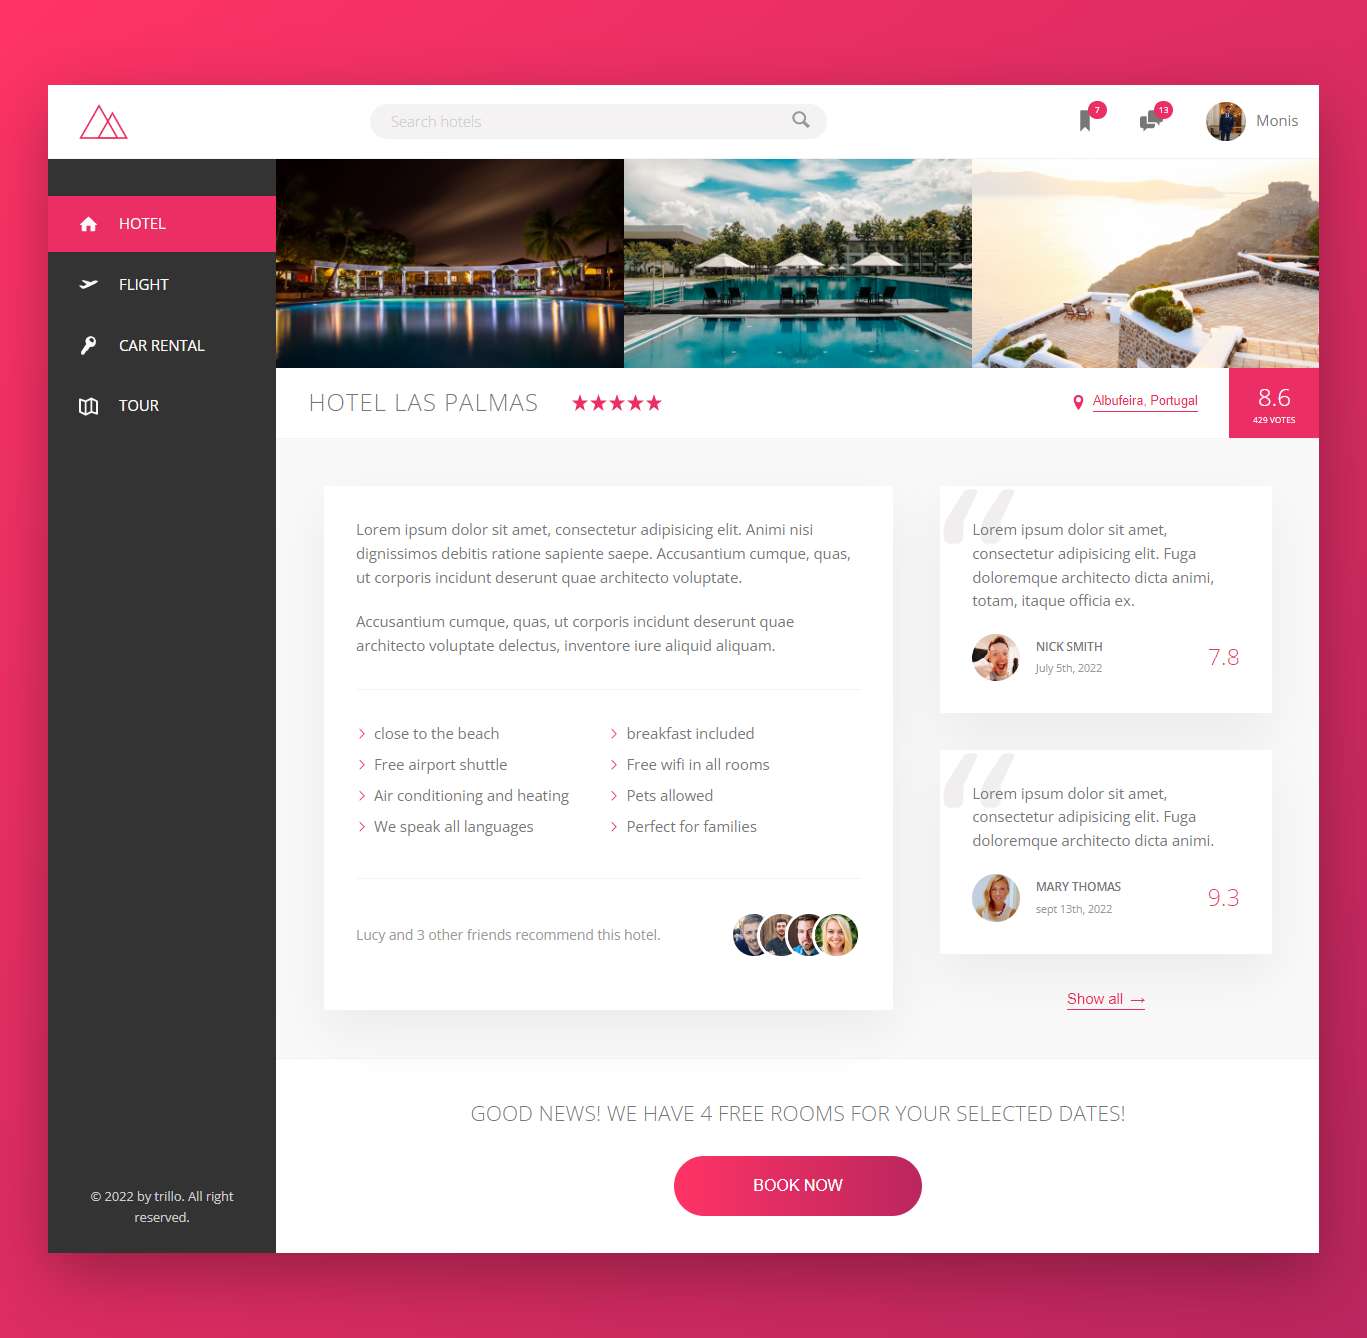 Search hotels
7
13
Monis
HOTEL
FLIGHT
CAR RENTAL
TOUR
HOTEL LAS PALMAS
★★★★★
Albufeira, Portugal
8.6
429 VOTES
Lorem ipsum dolor sit amet, consectetur adipisicing elit. Animi nisi
dignissimos debitis ratione sapiente saepe. Accusantium cumque, quas,
ut corporis incidunt deserunt quae architecto voluptate.
Accusantium cumque, quas, ut corporis incidunt deserunt quae
architecto voluptate delectus, inventore iure aliquid aliquam.
close to the beach
breakfast included
Free airport shuttle
Free wifi in all rooms
Air conditioning and heating
Pets allowed
We speak all languages
Perfect for families
Lucy and 3 other friends recommend this hotel.
“
Lorem ipsum dolor sit amet,
consectetur adipisicing elit. Fuga
doloremque architecto dicta animi,
totam, itaque officia ex.
NICK SMITH
July 5th, 2022
7.8
“
Lorem ipsum dolor sit amet,
consectetur adipisicing elit. Fuga
doloremque architecto dicta animi.
MARY THOMAS
sept 13th, 2022
9.3
Show all →
GOOD NEWS! WE HAVE 4 FREE ROOMS FOR YOUR SELECTED DATES!
BOOK NOW
© 2022 by trillo. All right
reserved.